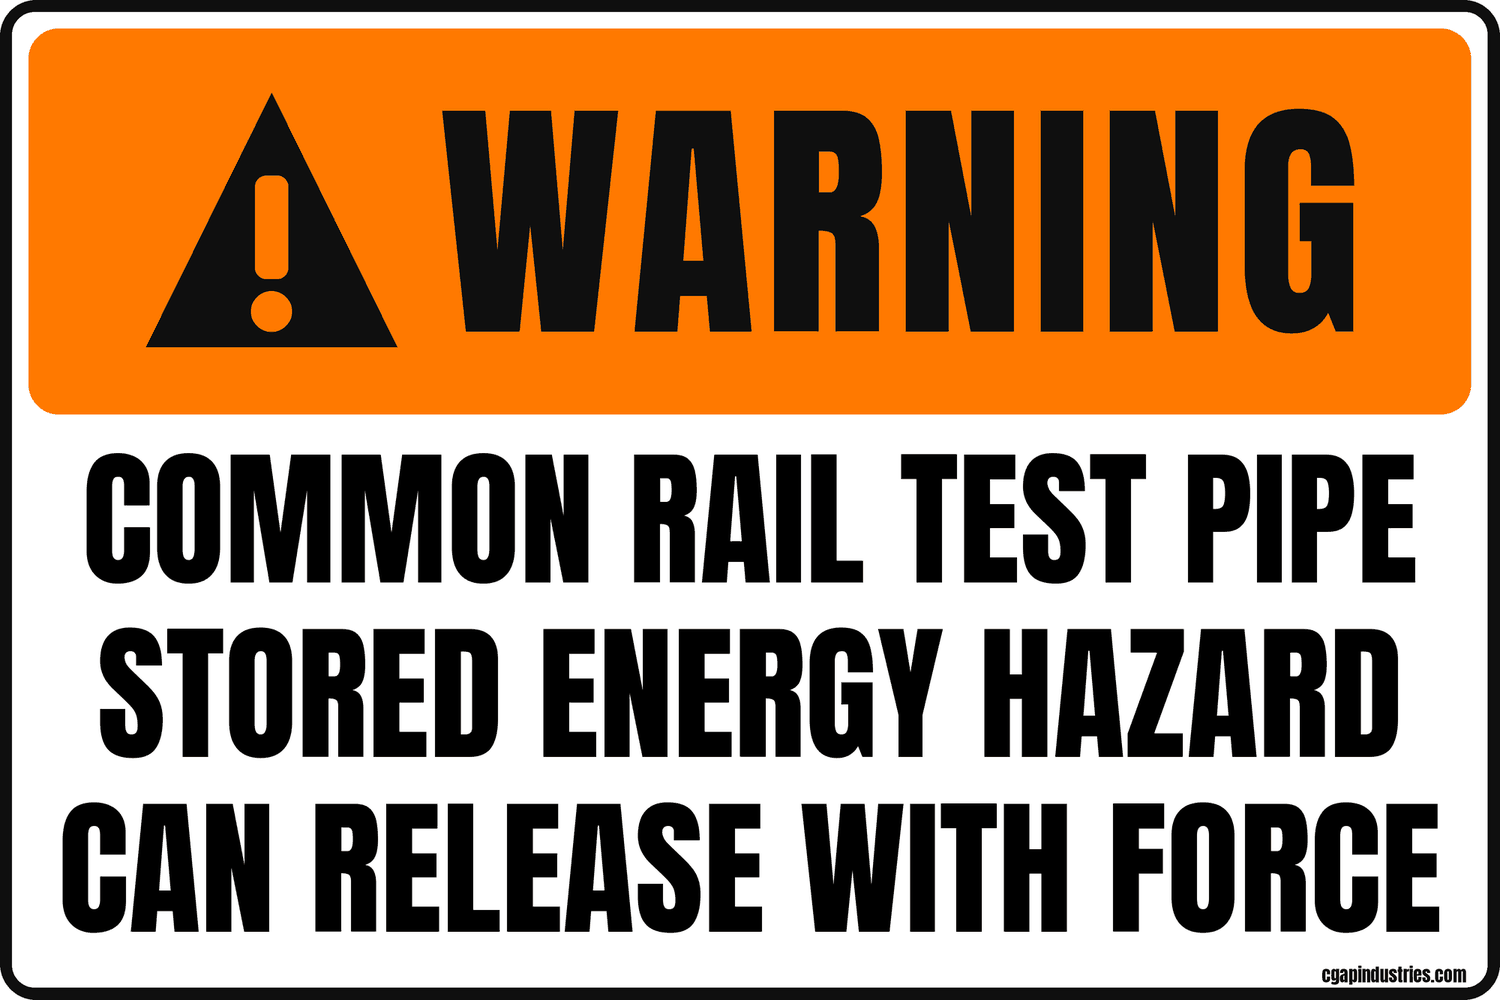 WARNING
COMMON RAIL TEST PIPE
STORED ENERGY HAZARD
CAN RELEASE WITH FORCE
cgapindustries.com